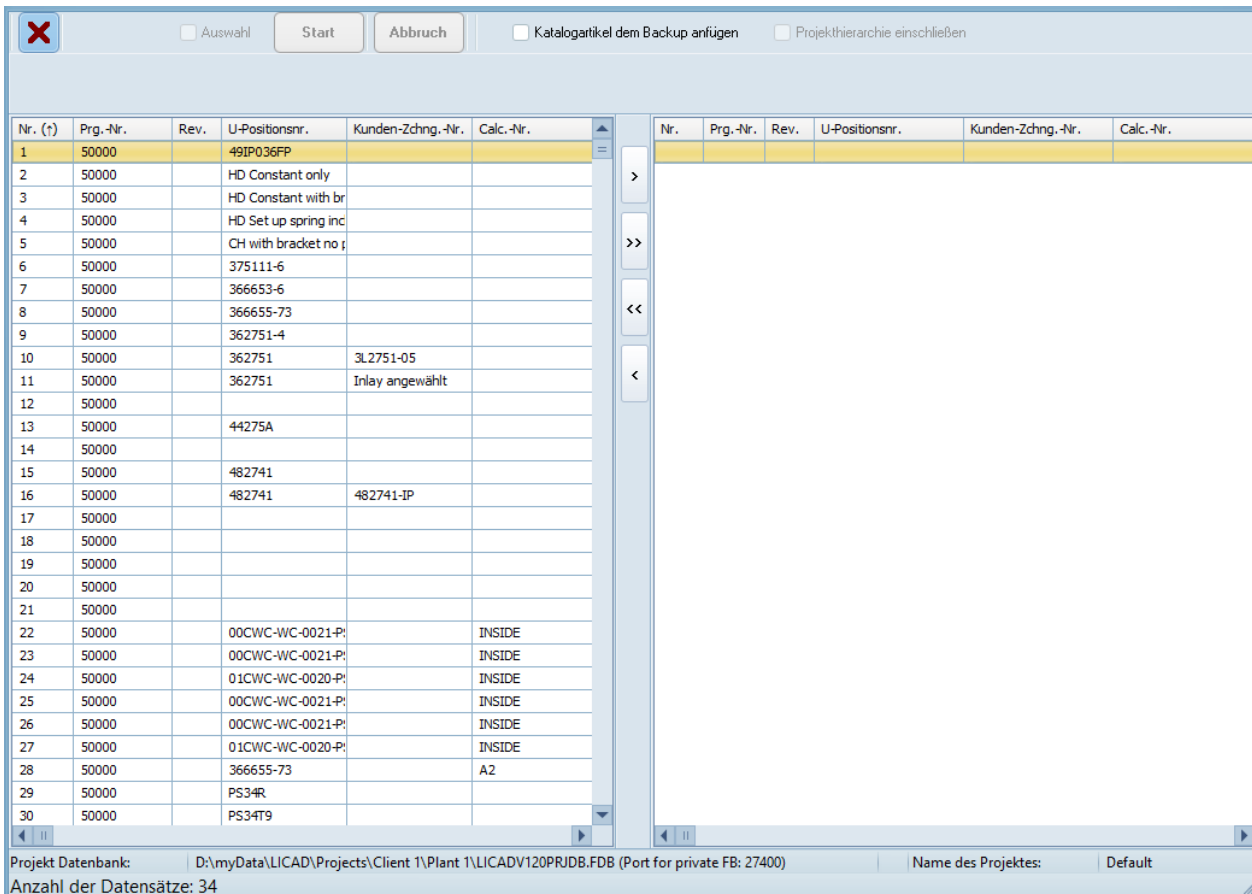 Auswahl Start Abbruch Katalogartikel dem Backup anfügen Projekthierarchie einschließen
Nr. (↑) Prg.-Nr. Rev. U-Positionsnr. Kunden-Zchng.-Nr. Calc.-Nr.
1 50000 49IP036FP
2 50000 HD Constant only
3 50000 HD Constant with br
4 50000 HD Set up spring inc
5 50000 CH with bracket no p
6 50000 375111-6
7 50000 366653-6
8 50000 366655-73
9 50000 362751-4
10 50000 362751 3L2751-05
11 50000 362751 Inlay angewählt
12 50000
13 50000 44275A
14 50000
15 50000 482741
16 50000 482741 482741-IP
17 50000
18 50000
19 50000
20 50000
21 50000
22 50000 00CWC-WC-0021-PS INSIDE
23 50000 00CWC-WC-0021-PS INSIDE
24 50000 01CWC-WC-0020-PS INSIDE
25 50000 00CWC-WC-0021-PS INSIDE
26 50000 00CWC-WC-0021-PS INSIDE
27 50000 01CWC-WC-0020-PS INSIDE
28 50000 366655-73 A2
29 50000 PS34R
30 50000 PS34T9
>
>>
<<
<
Nr. Prg.-Nr. Rev. U-Positionsnr. Kunden-Zchng.-Nr. Calc.-Nr.
Projekt Datenbank: D:\myData\LICAD\Projects\Client 1\Plant 1\LICADV120PRJDB.FDB (Port for private FB: 27400) Name des Projektes: Default
Anzahl der Datensätze: 34